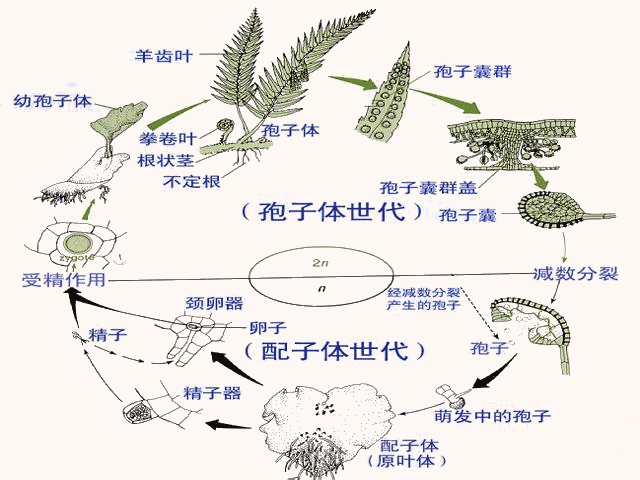 羊齿叶
孢子囊群
幼孢子体
拳卷叶
孢子体
根状茎
不定根
孢子囊群盖
（孢子体世代）
孢子囊
zygote
2n
受精作用
减数分裂
n
经减数分裂
产生的孢子
颈卵器
卵子
精子
（配子体世代）
孢子
精子器
萌发中的孢子
配子体
（原叶体）